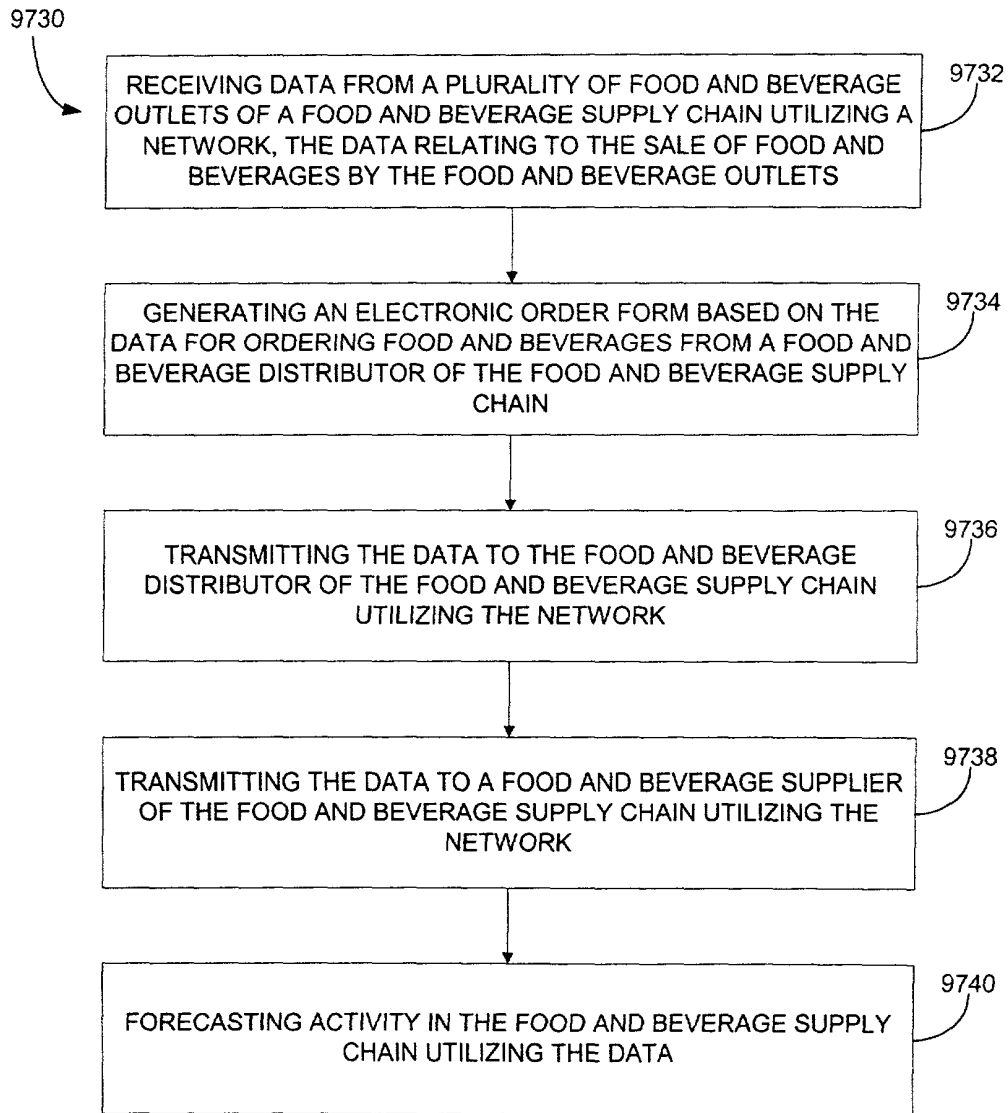 9730
RECEIVING DATA FROM A PLURALITY OF FOOD AND BEVERAGE
OUTLETS OF A FOOD AND BEVERAGE SUPPLY CHAIN UTILIZING A
NETWORK, THE DATA RELATING TO THE SALE OF FOOD AND
BEVERAGES BY THE FOOD AND BEVERAGE OUTLETS
9732
GENERATING AN ELECTRONIC ORDER FORM BASED ON THE
DATA FOR ORDERING FOOD AND BEVERAGES FROM A FOOD AND
BEVERAGE DISTRIBUTOR OF THE FOOD AND BEVERAGE SUPPLY
CHAIN
9734
TRANSMITTING THE DATA TO THE FOOD AND BEVERAGE
DISTRIBUTOR OF THE FOOD AND BEVERAGE SUPPLY CHAIN
UTILIZING THE NETWORK
9736
TRANSMITTING THE DATA TO A FOOD AND BEVERAGE SUPPLIER
OF THE FOOD AND BEVERAGE SUPPLY CHAIN UTILIZING THE
NETWORK
9738
FORECASTING ACTIVITY IN THE FOOD AND BEVERAGE SUPPLY
CHAIN UTILIZING THE DATA
9740